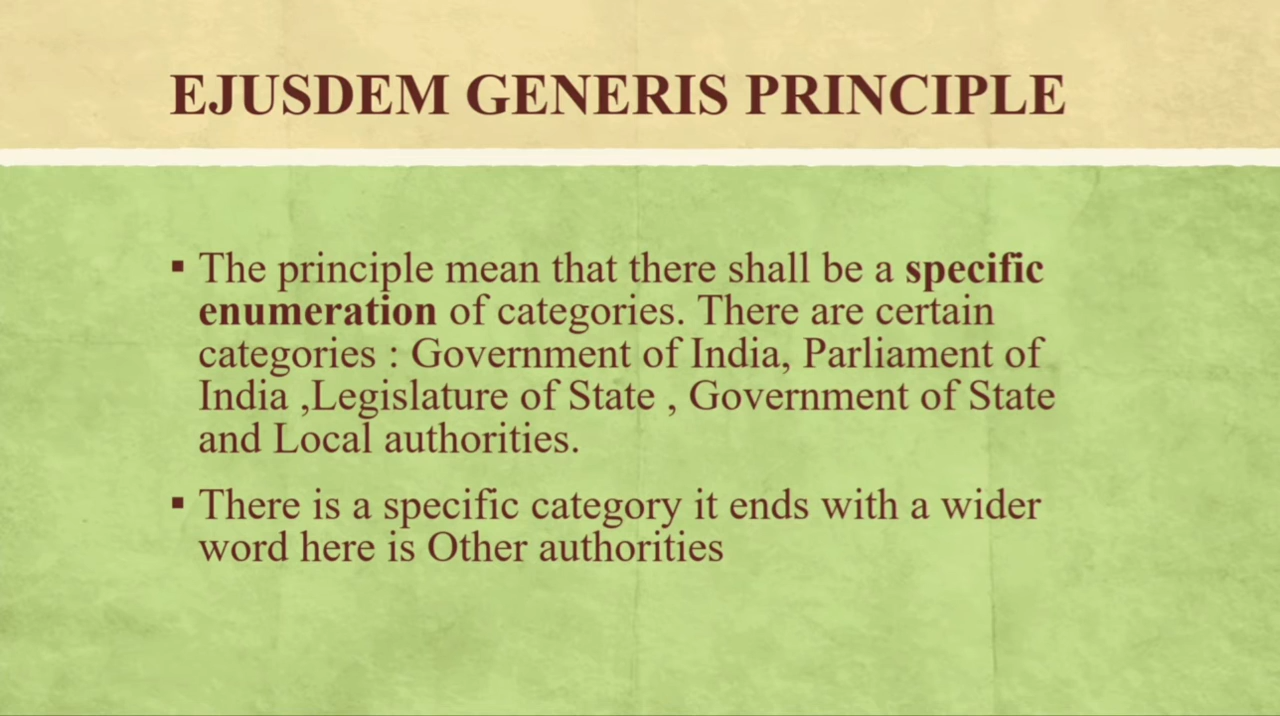 EJUSDEM GENERIS PRINCIPLE
▪ The principle mean that there shall be a specific
enumeration of categories. There are certain
categories : Government of India, Parliament of
India ,Legislature of State , Government of State
and Local authorities.
▪ There is a specific category it ends with a wider
word here is Other authorities